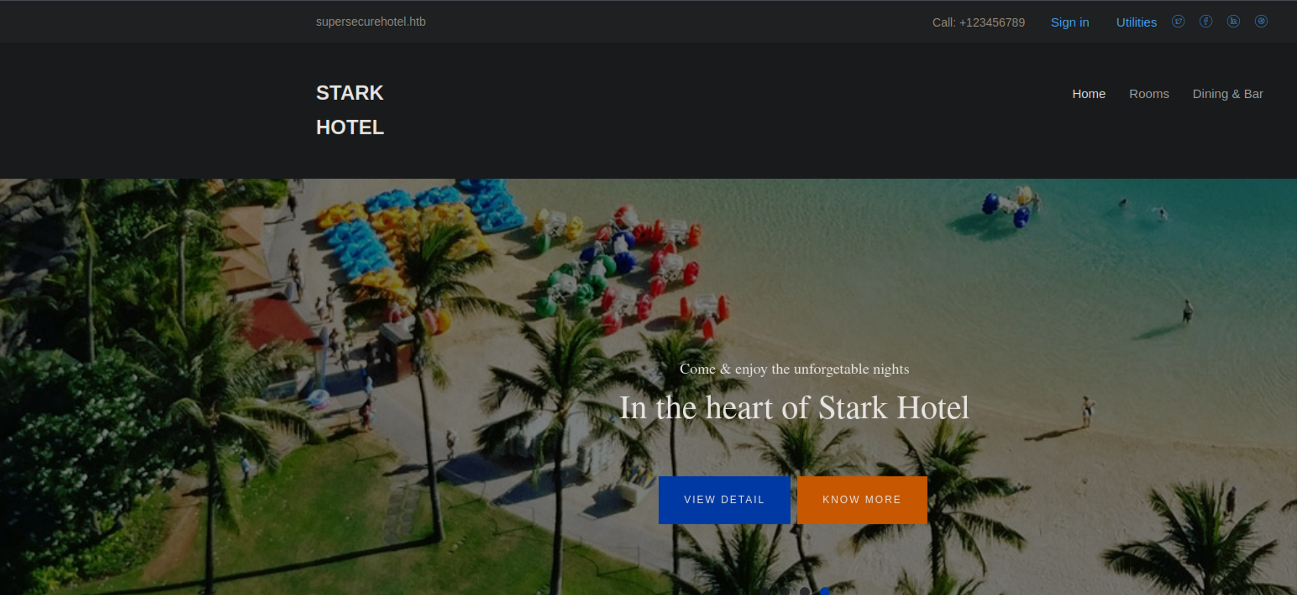 supersecurehotel.htb
Call: +123456789 Sign in Utilities
STARK
HOTEL
Home Rooms Dining & Bar
Come & enjoy the unforgetable nights
In the heart of Stark Hotel
VIEW DETAIL KNOW MORE